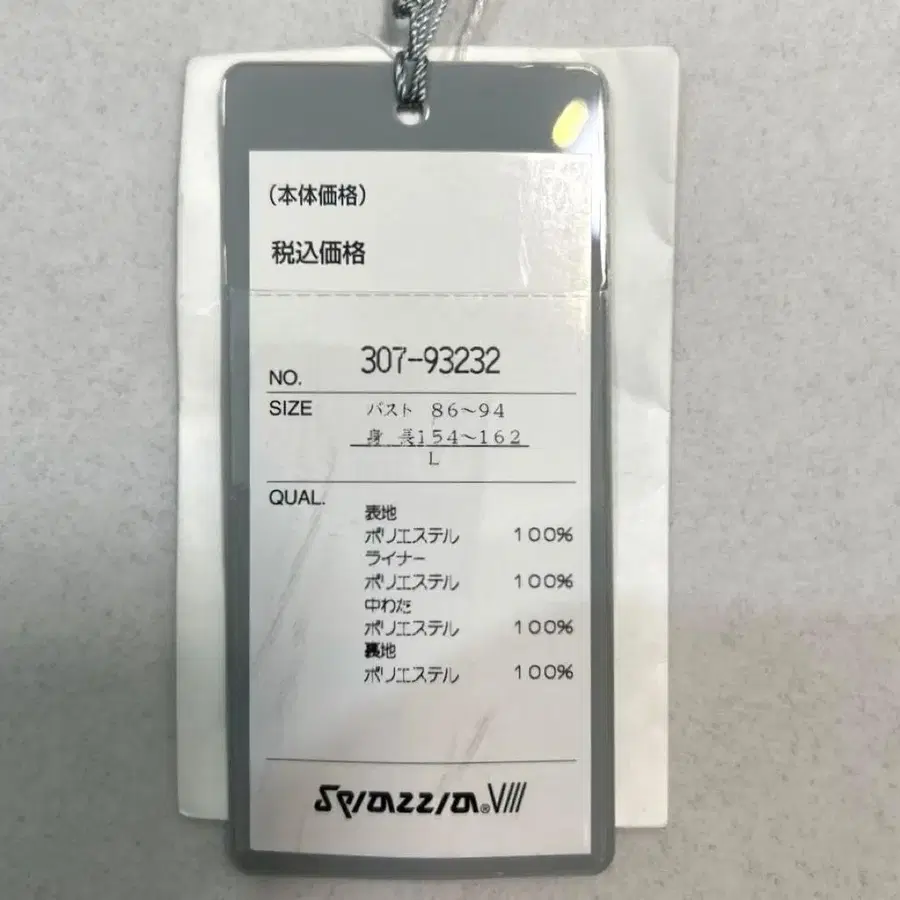 (本体価格)
税込価格
NO. 307-93232
SIZE バスト 86～94
身 長154～162
L
QUAL.
表地
ポリエステル 100%
ライナー
ポリエステル 100%
中わた
ポリエステル 100%
裏地
ポリエステル 100%
Spiazzia®VIII